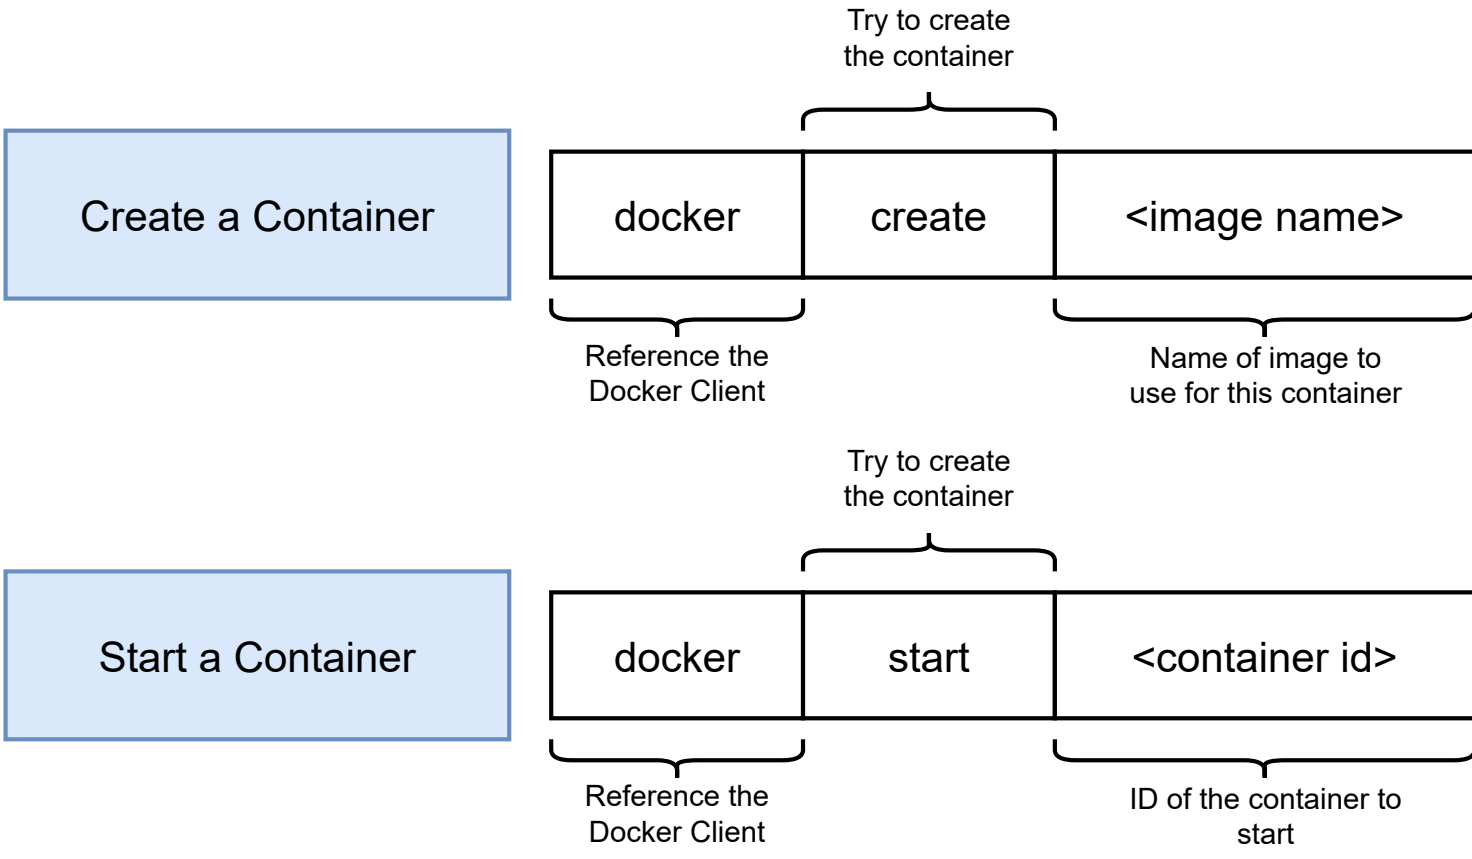 Try to create
the container
Create a Container
docker
create
<image name>
Reference the
Docker Client
Name of image to
use for this container
Try to create
the container
Start a Container
docker
start
<container id>
Reference the
Docker Client
ID of the container to
start